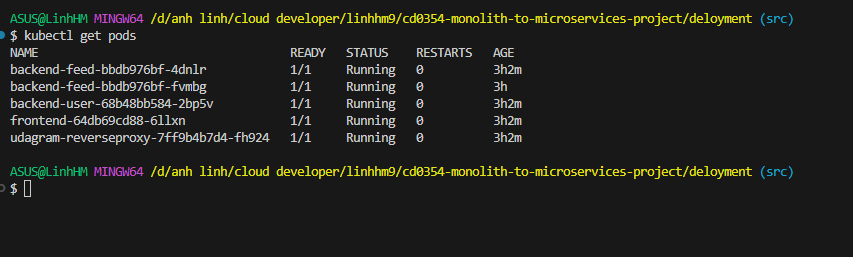 ASUS@LinhHM MINGW64 /d/anh linh/cloud developer/linhhm9/cd0354-monolith-to-microservices-project/deloyment (src)
$ kubectl get pods
NAME READY STATUS RESTARTS AGE
backend-feed-bbdb976bf-4dnlr 1/1 Running 0 3h2m
backend-feed-bbdb976bf-fvmbg 1/1 Running 0 3h
backend-user-68b48bb584-2bp5v 1/1 Running 0 3h2m
frontend-64db69cd88-6llxn 1/1 Running 0 3h2m
udagram-reverseproxy-7ff9b4b7d4-fh924 1/1 Running 0 3h2m
ASUS@LinhHM MINGW64 /d/anh linh/cloud developer/linhhm9/cd0354-monolith-to-microservices-project/deloyment (src)
$